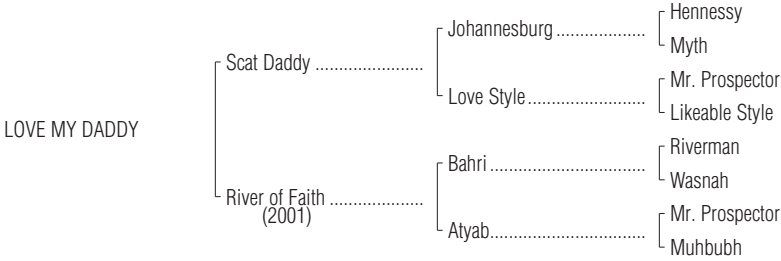 Hennessy
Johannesburg ......................
Myth
Scat Daddy ......................
Mr. Prospector
Love Style.............................
Likeable Style
LOVE MY DADDY
Riverman
Bahri ......................................
Wasnah
River of Faith ...................
(2001)
Mr. Prospector
Atyab......................................
Muhbubh